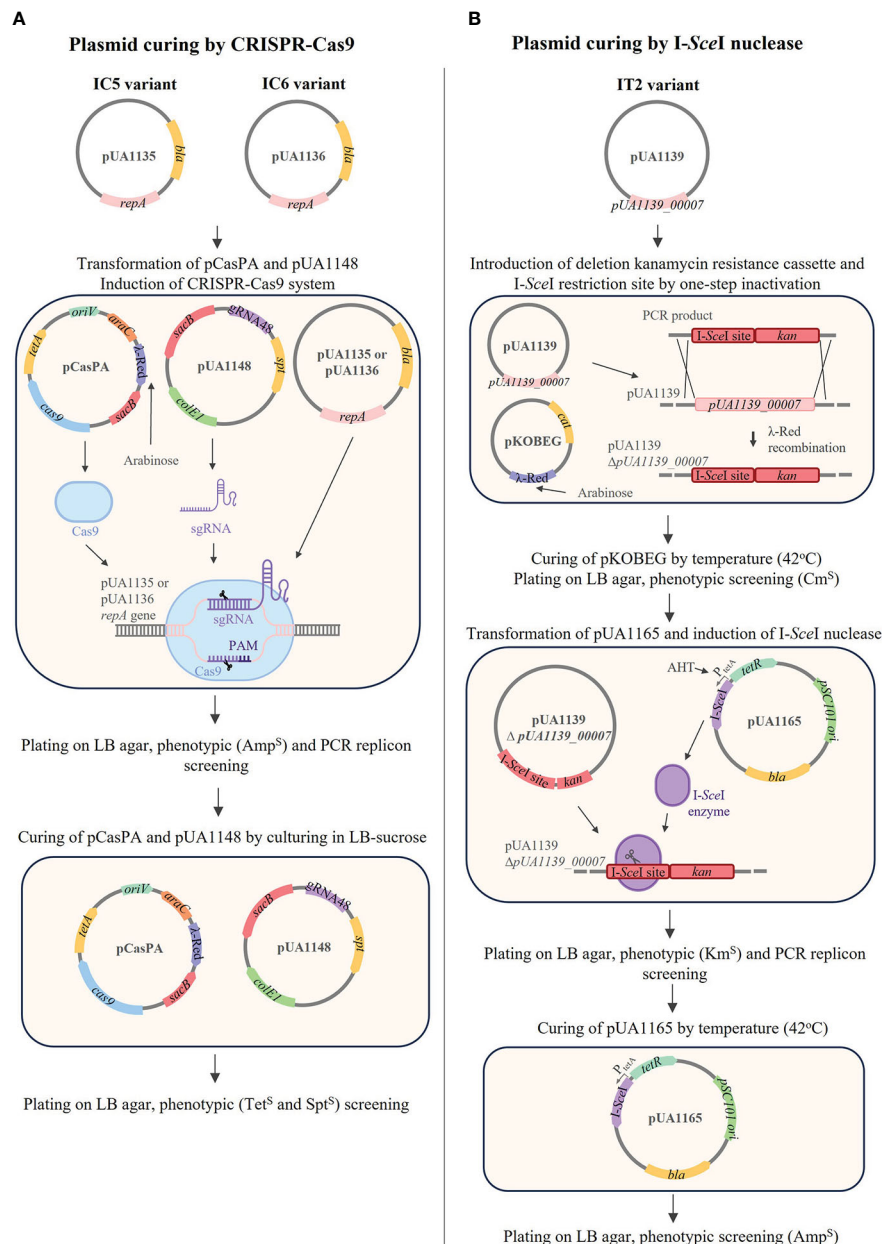 A
Plasmid curing by CRISPR-Cas9
IC5 variant
IC6 variant
pUA1135
bla
repA
pUA1136
bla
repA
Transformation of pCasPA and pUA1148
Induction of CRISPR-Cas9 system
oriV
araC
λ-Red
sacB
cas9
tetA
pCasPA
sacB
gRNA48
spt
colE1
pUA1148
pUA1135 or
pUA1136
bla
repA
Arabinose
Cas9
sgRNA
pUA1135 or
pUA1136
repA gene
sgRNA
PAM
Cas9
Plating on LB agar, phenotypic (Amp^S) and PCR replicon
screening
Curing of pCasPA and pUA1148 by culturing in LB-sucrose
oriV
araC
λ-Red
sacB
cas9
tetA
pCasPA
sacB
gRNA48
spt
colE1
pUA1148
Plating on LB agar, phenotypic (Tet^S and Spt^S) screening
B
Plasmid curing by I-SceI nuclease
IT2 variant
pUA1139
pUA1139_00007
Introduction of deletion kanamycin resistance cassette and
I-SceI restriction site by one-step inactivation
pUA1139
pUA1139_00007
PCR product
I-SceI site
kan
pUA1139
pUA1139_00007
cat
pKOBEG
λ-Red
λ-Red
recombination
pUA1139
ΔpUA1139_00007
I-SceI site
kan
Arabinose
Curing of pKOBEG by temperature (42ºC)
Plating on LB agar, phenotypic screening (Cm^S)
Transformation of pUA1165 and induction of I-SceI nuclease
AHT
P tetA
tetR
I-SceI
pSC101 ori
bla
pUA1165
pUA1139
Δ pUA1139_00007
I-SceI site
kan
I-SceI
enzyme
pUA1139
ΔpUA1139_00007
I-SceI site
kan
Plating on LB agar, phenotypic (Km^S) and PCR replicon
screening
Curing of pUA1165 by temperature (42ºC)
P tetA
tetR
I-SceI
pSC101 ori
pUA1165
bla
Plating on LB agar, phenotypic screening (Amp^S)